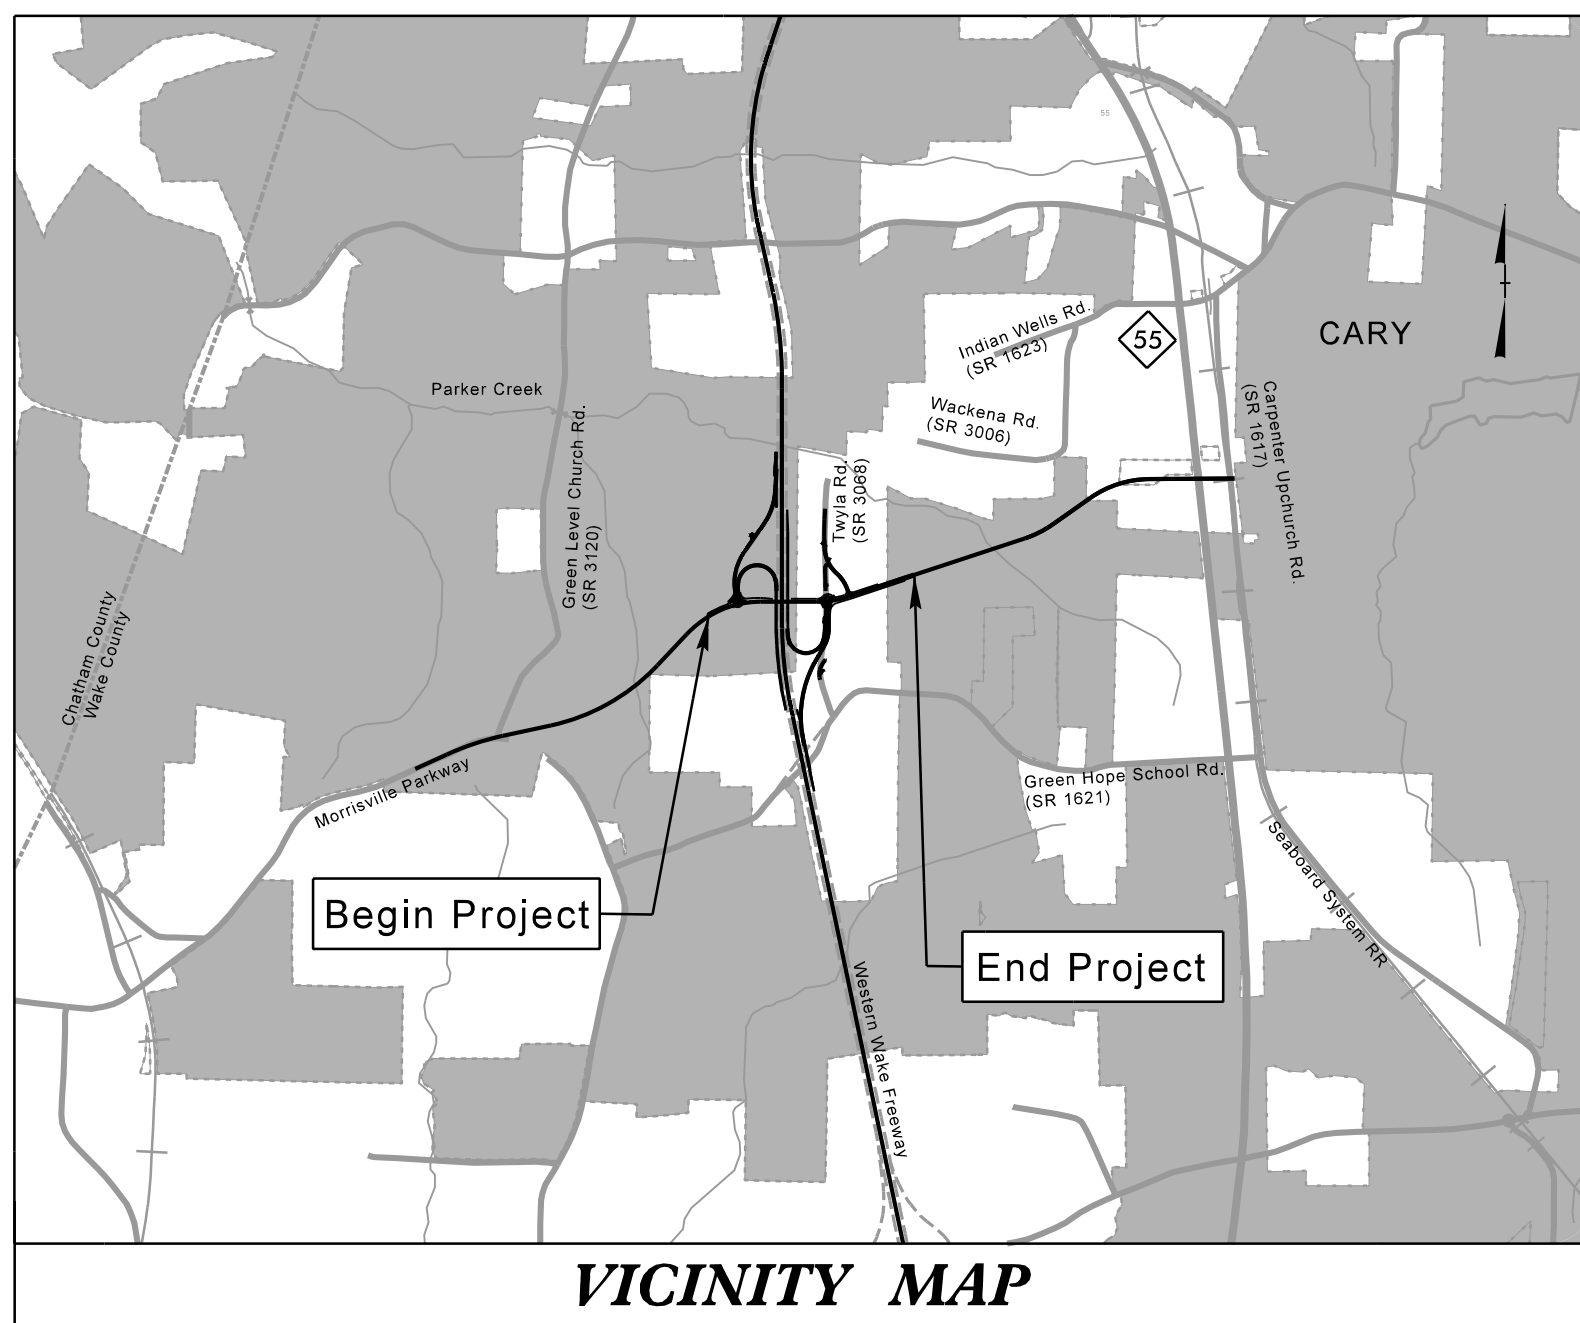 55
Indian Wells Rd.
(SR 1623)
55
CARY
Parker Creek
Wackena Rd.
(SR 3006)
Carpenter Upchurch Rd.
(SR 1617)
Green Level Church Rd.
(SR 3120)
Twyla Rd.
(SR 3068)
Chatham County
Wake County
Morrisville Parkway
Green Hope School Rd.
(SR 1621)
Seaboard System RR
Begin Project
End Project
Western Wake Freeway
VICINITY MAP